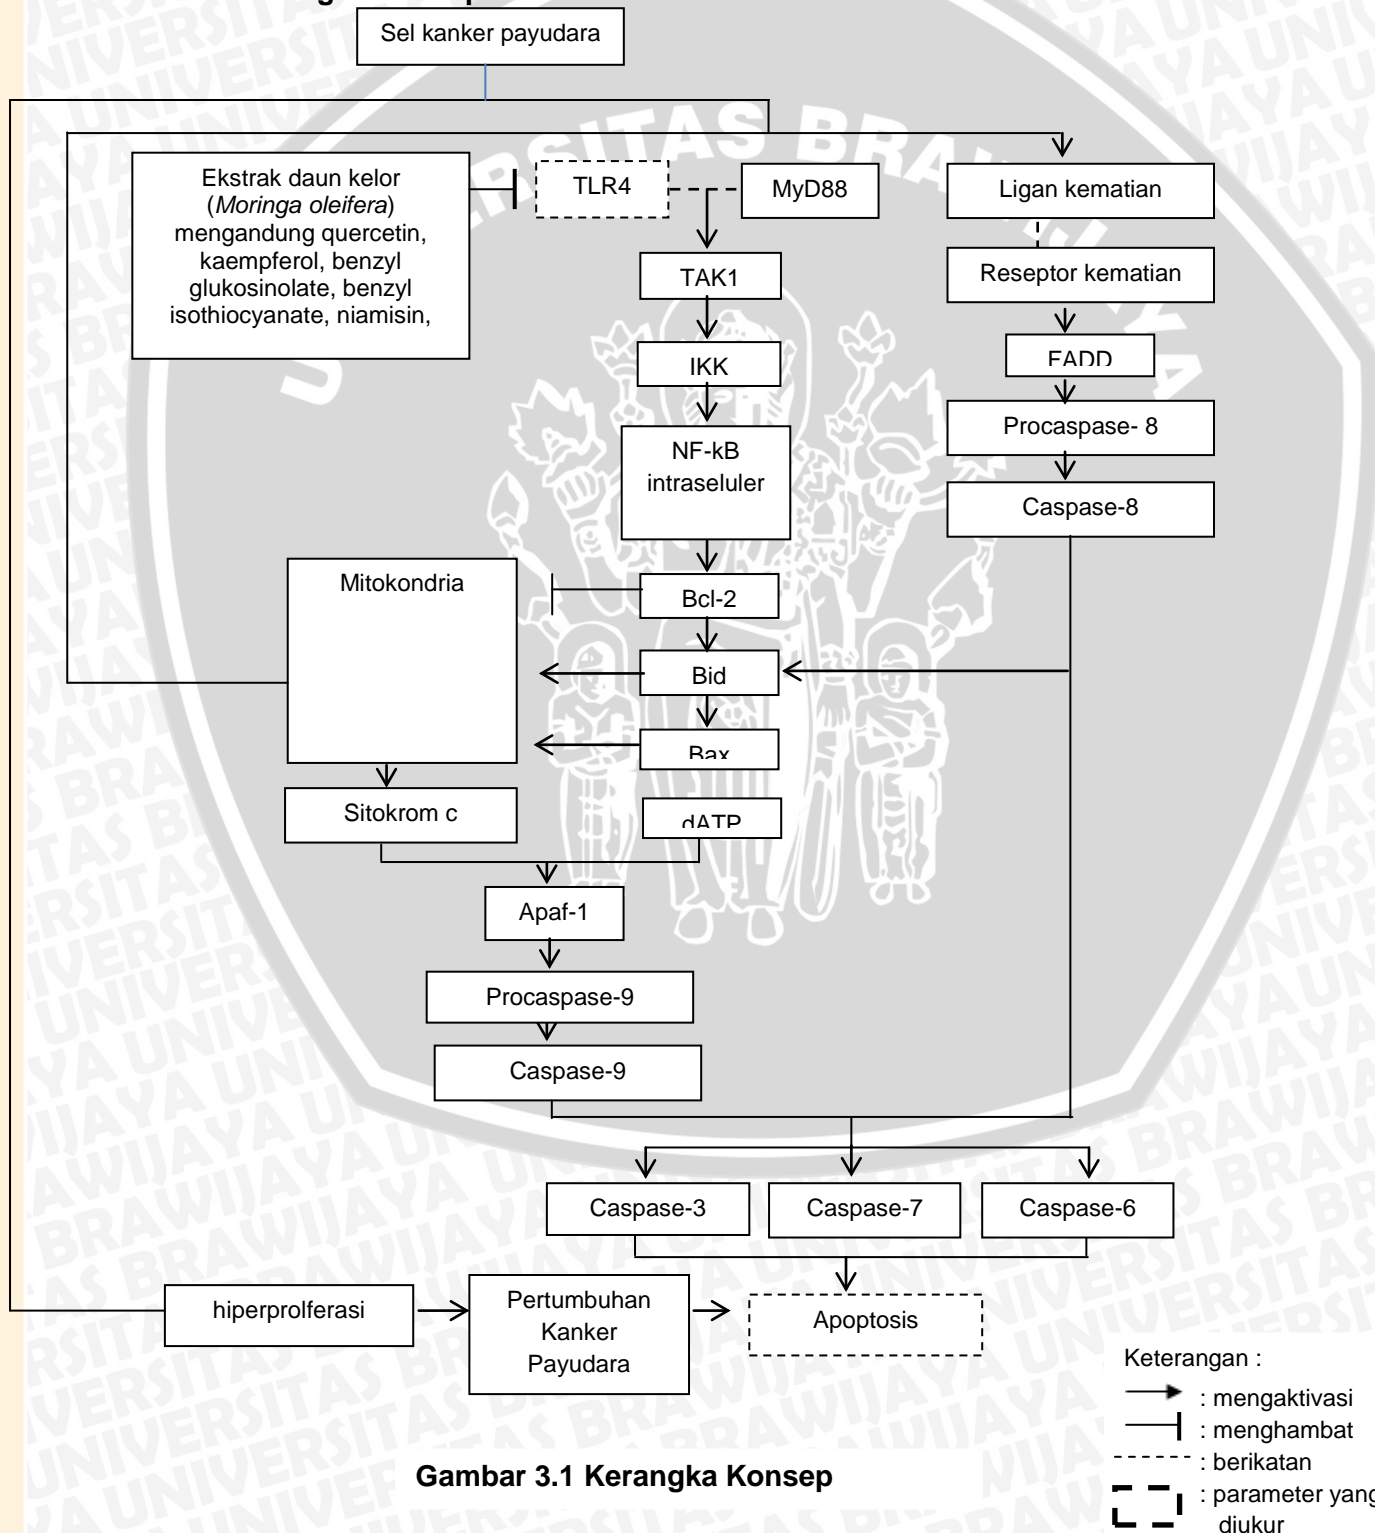 Sel kanker payudara
Ekstrak daun kelor
(Moringa oleifera)
mengandung quercetin,
kaempferol, benzyl
glukosinolate, benzyl
isothiocyanate, niamisin,
TLR4
MyD88
Ligan kematian
TAK1
Reseptor kematian
IKK
FADD
Procaspase- 8
NF-kB
intraseluler
Caspase-8
Mitokondria
Bcl-2
Bid
Bax
Sitokrom c
dATP
Apaf-1
Procaspase-9
Caspase-9
Caspase-3
Caspase-7
Caspase-6
hiperprolferasi
Pertumbuhan
Kanker
Payudara
Apoptosis
Keterangan :
: mengaktivasi
: menghambat
: berikatan
: parameter yang
diukur
Gambar 3.1 Kerangka Konsep